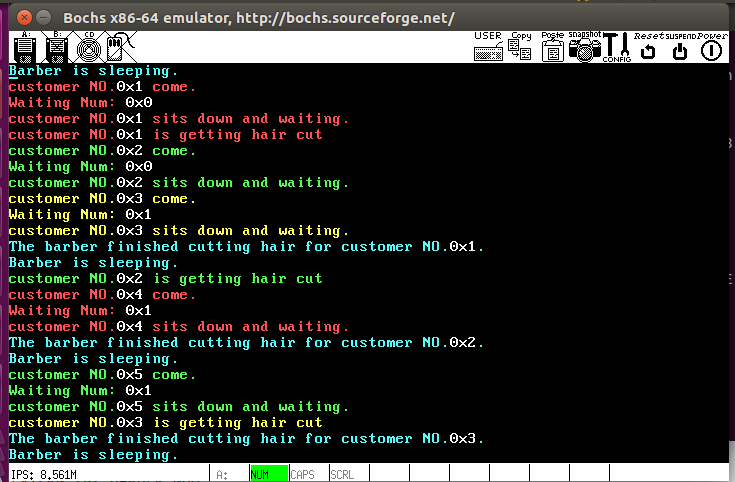 Bochs x86-64 emulator, http://bochs.sourceforge.net/
A: B: CD USER Copy Paste snapshot CONFIG Reset SUSPEND Power
Barber is sleeping.
customer NO.0x1 come.
Waiting Num: 0x0
customer NO.0x1 sits down and waiting.
customer NO.0x1 is getting hair cut
customer NO.0x2 come.
Waiting Num: 0x0
customer NO.0x2 sits down and waiting.
customer NO.0x3 come.
Waiting Num: 0x1
customer NO.0x3 sits down and waiting.
The barber finished cutting hair for customer NO.0x1.
Barber is sleeping.
customer NO.0x2 is getting hair cut
customer NO.0x4 come.
Waiting Num: 0x1
customer NO.0x4 sits down and waiting.
The barber finished cutting hair for customer NO.0x2.
Barber is sleeping.
customer NO.0x5 come.
Waiting Num: 0x1
customer NO.0x5 sits down and waiting.
customer NO.0x3 is getting hair cut
The barber finished cutting hair for customer NO.0x3.
Barber is sleeping.
IPS: 8.561M A: NUM CAPS SCRL